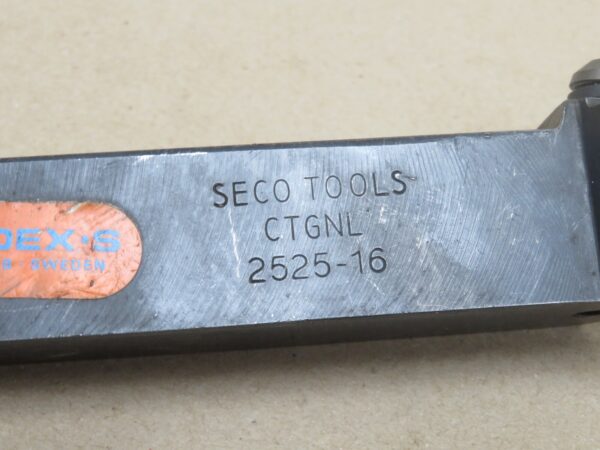 SECO TOOLS
CTGNL
2525-16
DEX·S
SWEDEN